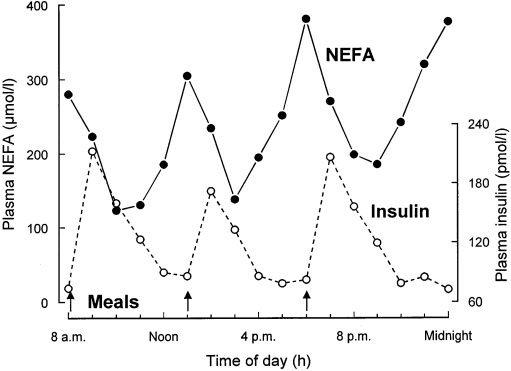 400
300
200
100
0
Plasma NEFA (µmol/l)
NEFA
Insulin
Meals
240
180
120
60
Plasma insulin (pmol/l)
8 a.m. Noon 4 p.m. 8 p.m. Midnight
Time of day (h)